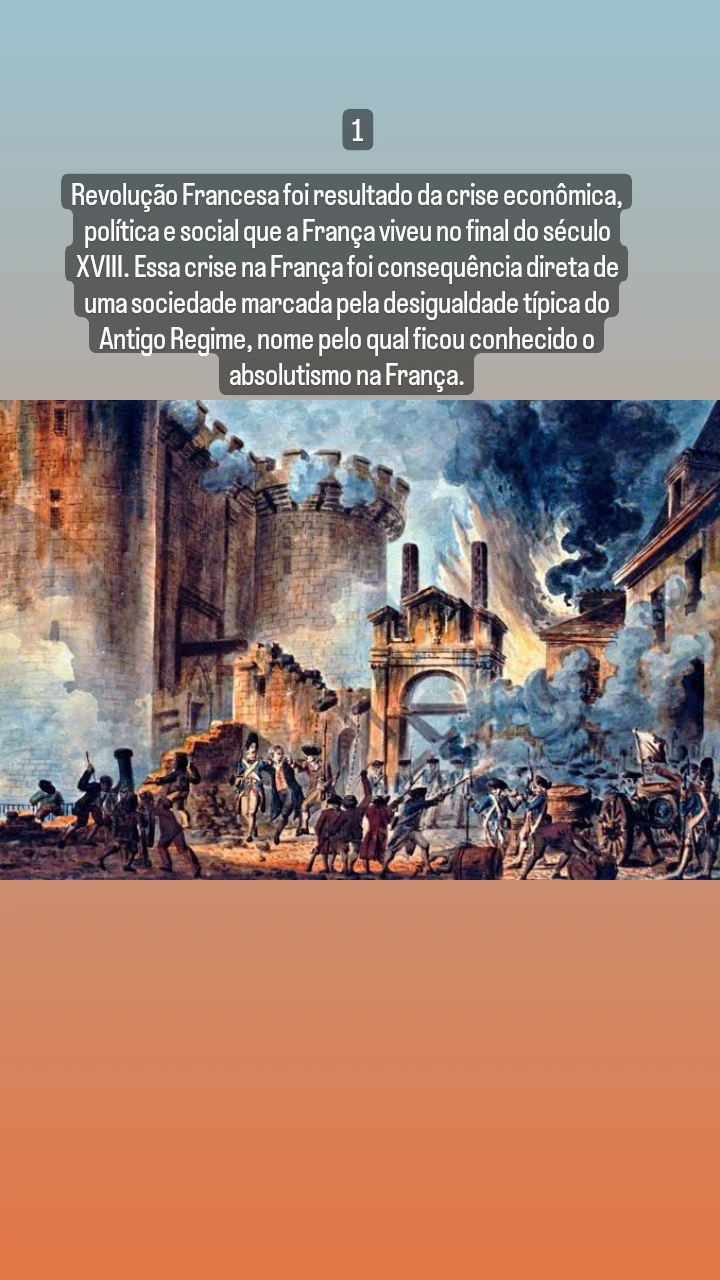 1
Revolução Francesa foi resultado da crise econômica,
política e social que a França viveu no final do século
XVIII. Essa crise na França foi consequência direta de
uma sociedade marcada pela desigualdade típica do
Antigo Regime, nome pelo qual ficou conhecido o
absolutismo na França.